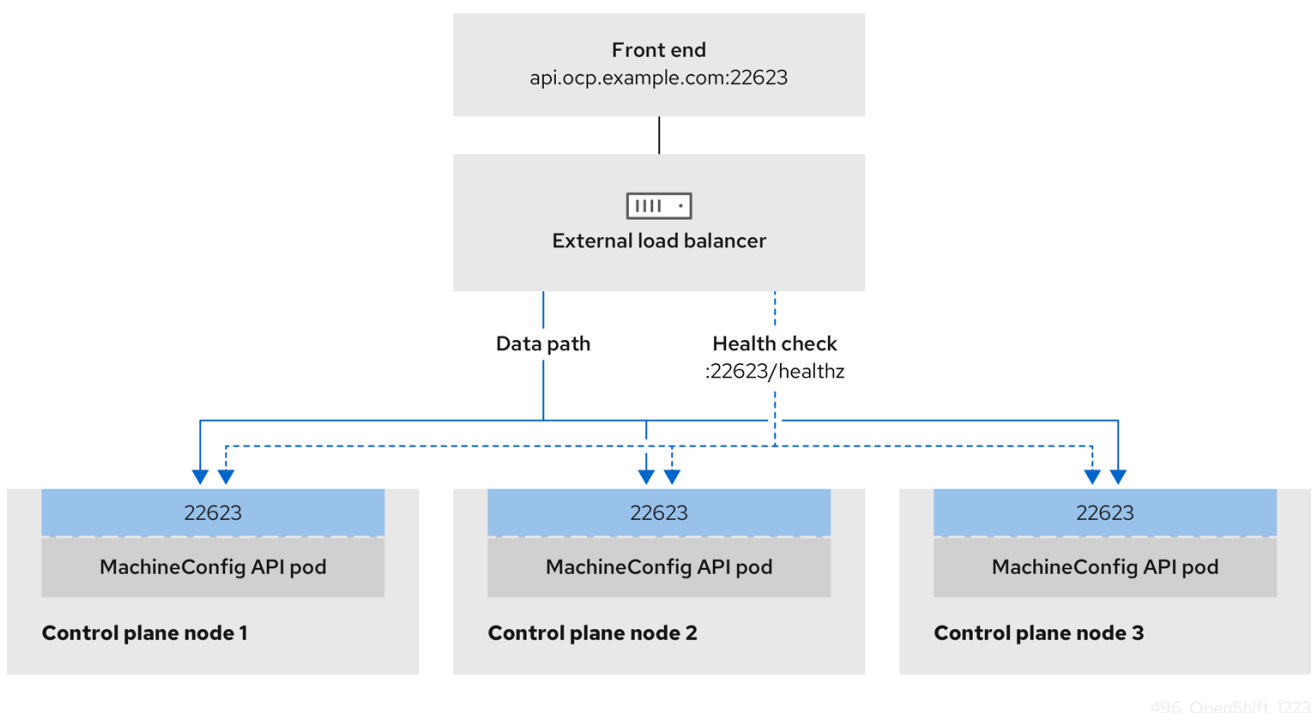 Front end
api.ocp.example.com:22623
External load balancer
Data path
Health check
:22623/healthz
22623
MachineConfig API pod
Control plane node 1
22623
MachineConfig API pod
Control plane node 2
22623
MachineConfig API pod
Control plane node 3
496_OpenShift_1223